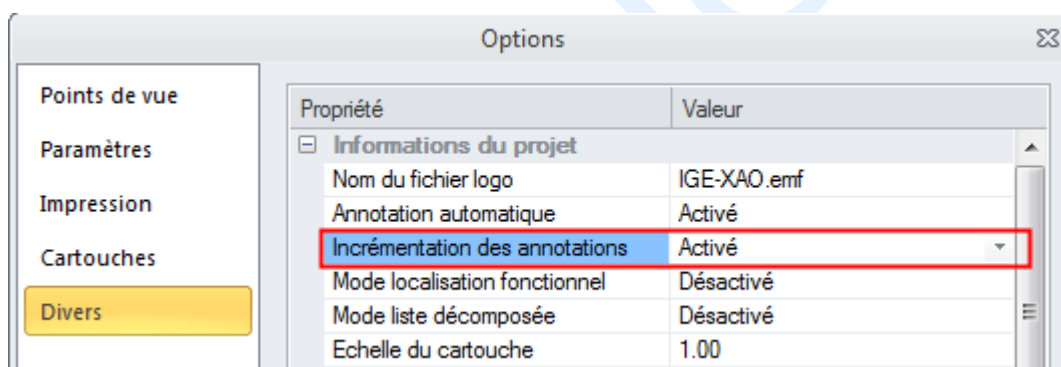 Options
Points de vue
Paramètres
Impression
Cartouches
Divers
Propriété Valeur
Informations du projet
Nom du fichier logo IGE-XAO.emf
Annotation automatique Activé
Incrémentation des annotations Activé
Mode localisation fonctionnel Désactivé
Mode liste décomposée Désactivé
Echelle du cartouche 1.00